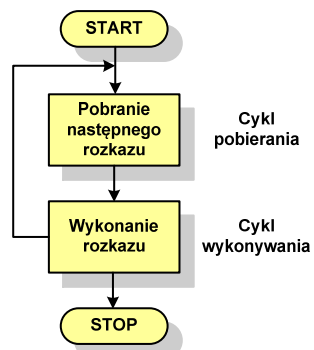 START
Pobranie
następnego
rozkazu
Cykl
pobierania
Wykonanie
rozkazu
Cykl
wykonywania
STOP